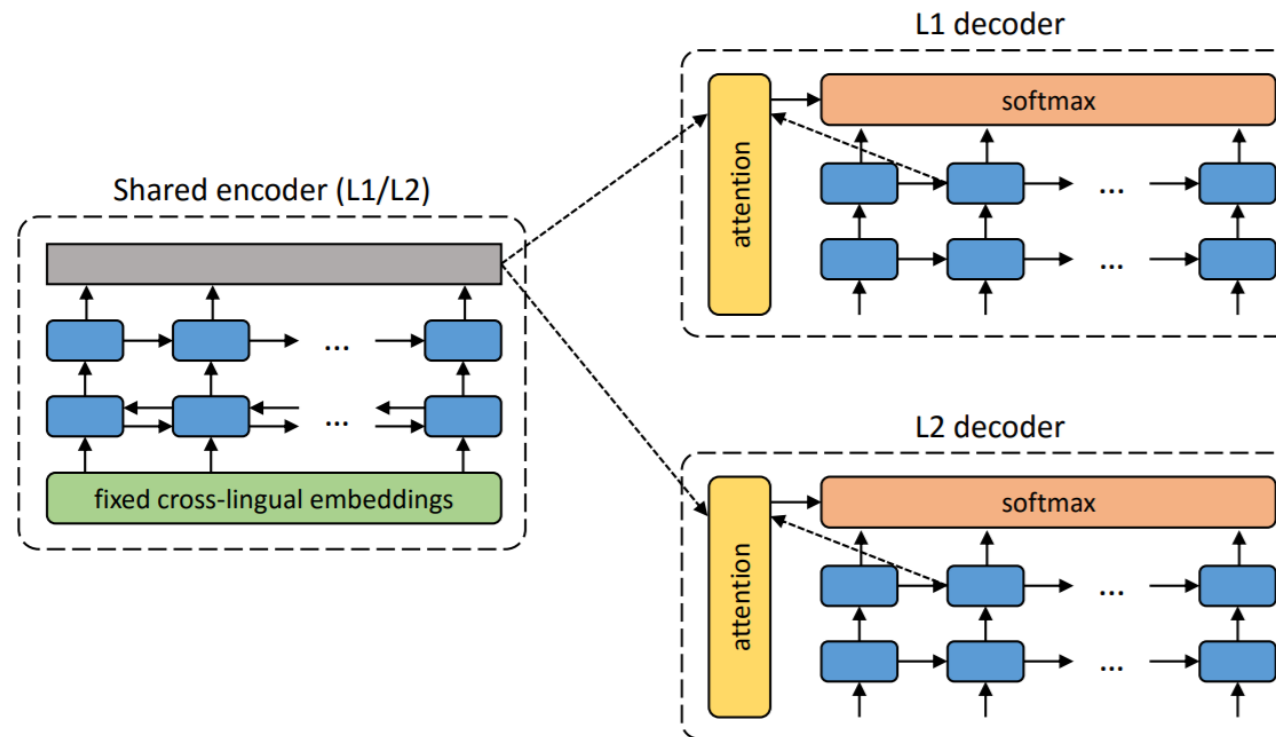 L1 decoder
softmax
attention
...
...
Shared encoder (L1/L2)
...
...
fixed cross-lingual embeddings
L2 decoder
softmax
attention
...
...